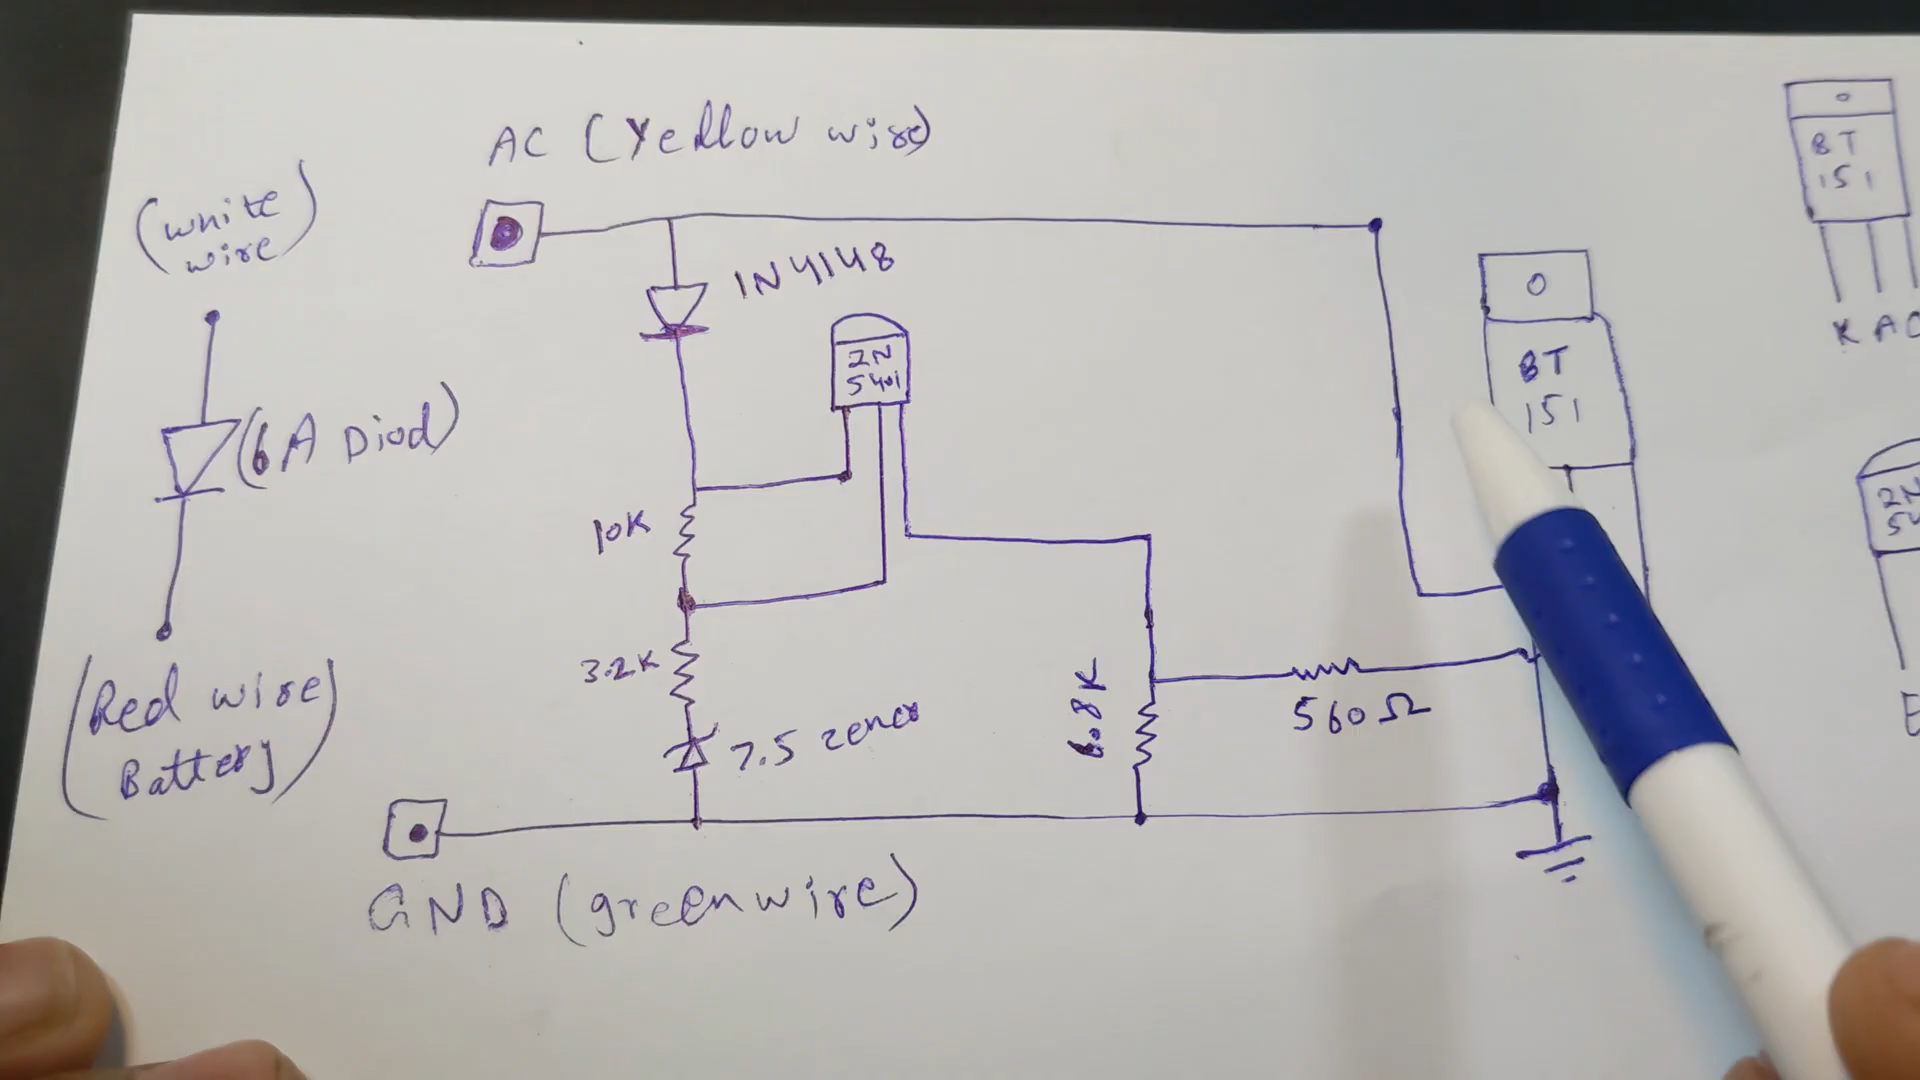 AC (Yellow wire)
(white
wire)
1N4148
2N
5401
(6A Diod)
10K
3.2K
(Red wire
Battery)
7.5 zener
6.8K
560Ω
GND (greenwire)
BT
151
BT
151
K A G
2N
E